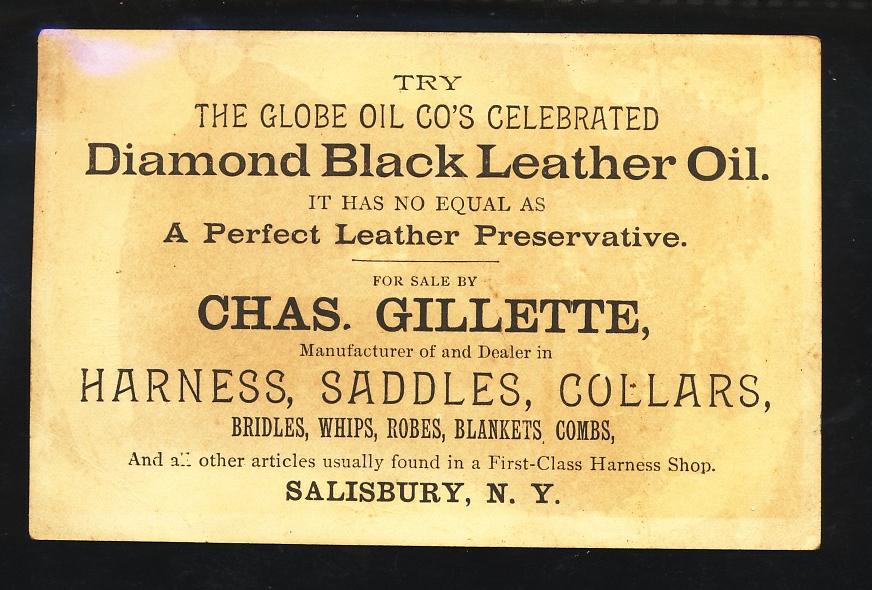 TRY
THE GLOBE OIL CO'S CELEBRATED
Diamond Black Leather Oil.
IT HAS NO EQUAL AS
A Perfect Leather Preservative.
FOR SALE BY
CHAS. GILLETTE,
Manufacturer of and Dealer in
HARNESS, SADDLES, COLLARS,
BRIDLES, WHIPS, ROBES, BLANKETS, COMBS,
And all other articles usually found in a First-Class Harness Shop.
SALISBURY, N. Y.